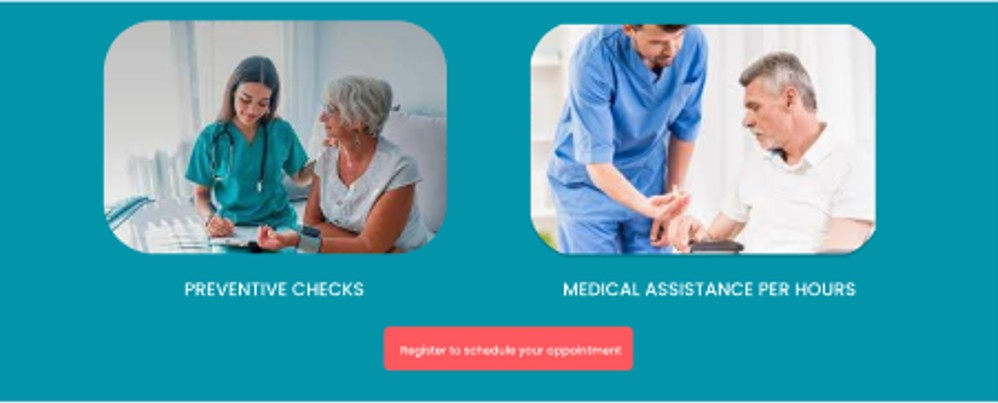 PREVENTIVE CHECKS
MEDICAL ASSISTANCE PER HOURS
Register to schedule your appointment